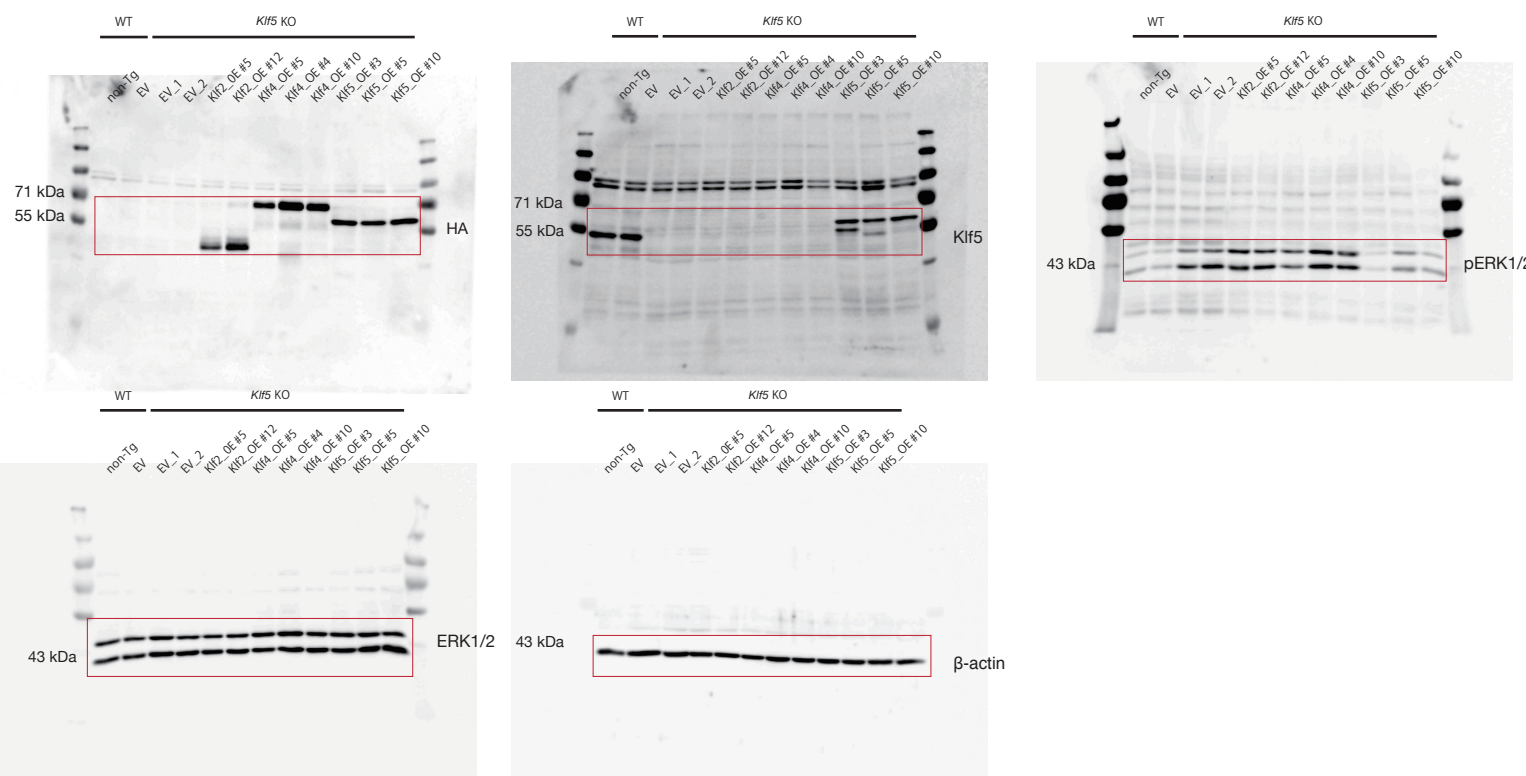 WT Klf5 KO
non-Tg EV EV_1 EV_2 Klf2_0E #5 Klf2_OE #12 Klf4_OE #5 Klf4_OE #4 Klf4_OE #10 Klf5_OE #3 Klf5_OE #5 Klf5_OE #10
71 kDa
55 kDa
HA
WT Klf5 KO
non-Tg EV EV_1 EV_2 Klf2_0E #5 Klf2_OE #12 Klf4_OE #5 Klf4_OE #4 Klf4_OE #10 Klf5_OE #3 Klf5_OE #5 Klf5_OE #10
71 kDa
55 kDa
Klf5
WT Klf5 KO
non-Tg EV EV_1 EV_2 Klf2_0E #5 Klf2_OE #12 Klf4_OE #5 Klf4_OE #4 Klf4_OE #10 Klf5_OE #3 Klf5_OE #5 Klf5_OE #10
43 kDa
pERK1/2
WT Klf5 KO
non-Tg EV EV_1 EV_2 Klf2_0E #5 Klf2_OE #12 Klf4_OE #5 Klf4_OE #4 Klf4_OE #10 Klf5_OE #3 Klf5_OE #5 Klf5_OE #10
43 kDa
ERK1/2
WT Klf5 KO
non-Tg EV EV_1 EV_2 Klf2_0E #5 Klf2_OE #12 Klf4_OE #5 Klf4_OE #4 Klf4_OE #10 Klf5_OE #3 Klf5_OE #5 Klf5_OE #10
43 kDa
β-actin